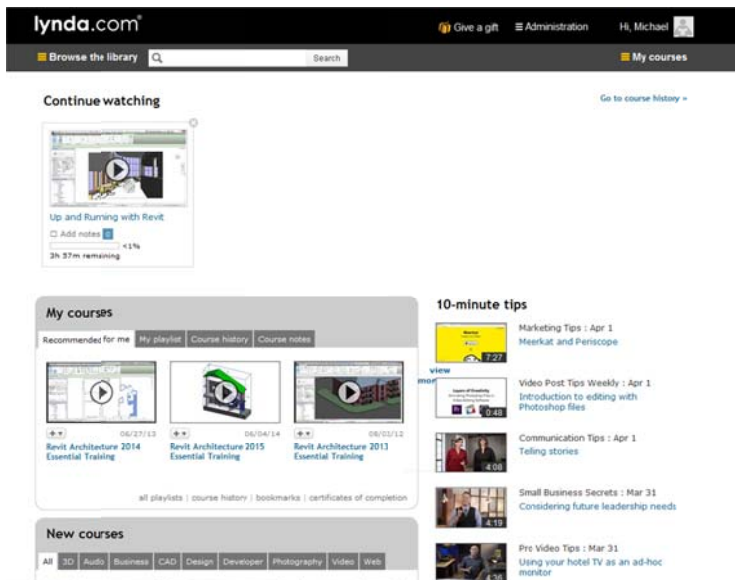 lynda.com®
Give a gift
Administration
Hi, Michael
Browse the library
Search
My courses
Continue watching
Go to course history »
Up and Running with Revit
Add notes
<1%
3h 57m remaining
My courses
Recommended for me
My playlist
Course history
Course notes
06/04/14
Revit Architecture 2014
Essential Training
Revit Architecture 2015
Essential Training
Revit Architecture 2013
Essential Training
all playlists | course history | bookmarks | certificates of completion
New courses
All
3D
Audio
Business
CAD
Design
Developer
Photography
Video
Web
10-minute tips
7:27
Marketing Tips : Apr 1
Meerkat and Periscope
view
0:48
Video Post Tips Weekly : Apr 1
Introduction to editing with
Photoshop files
4:08
Communication Tips : Apr 1
Telling stories
4:19
Small Business Secrets : Mar 31
Considering future leadership needs
4:36
Pro Video Tips : Mar 31
Using your hotel TV as an ad-hoc
monitor